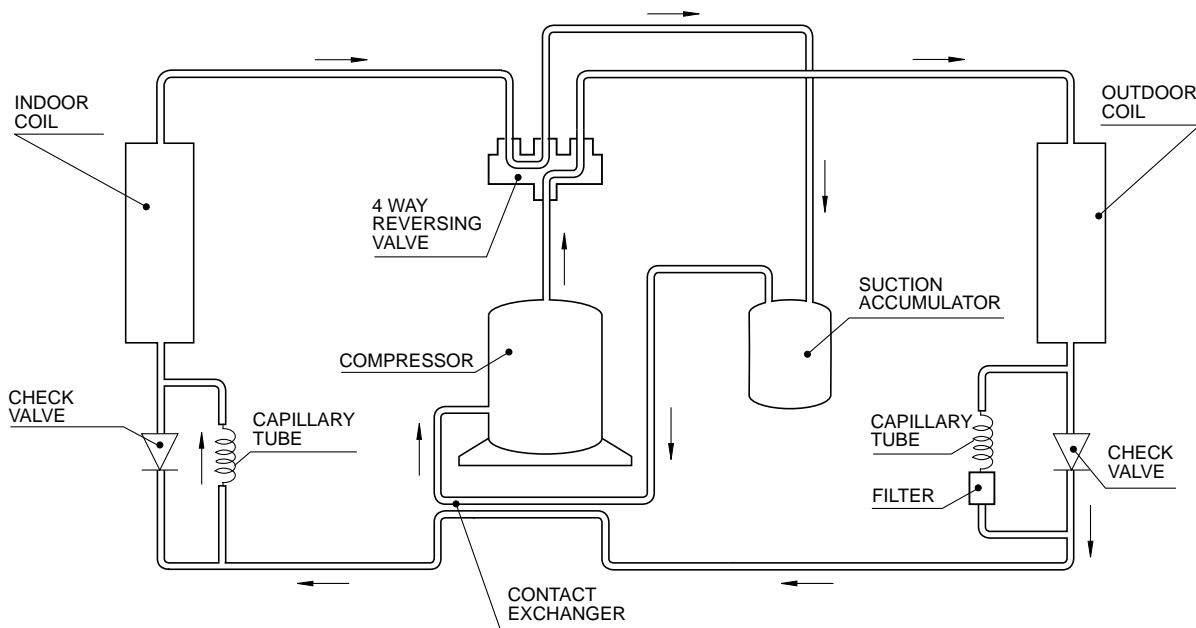 INDOOR
COIL
OUTDOOR
COIL
4 WAY
REVERSING
VALVE
SUCTION
ACCUMULATOR
COMPRESSOR
CHECK
VALVE
CAPILLARY
TUBE
CAPILLARY
TUBE
CHECK
VALVE
FILTER
CONTACT
EXCHANGER